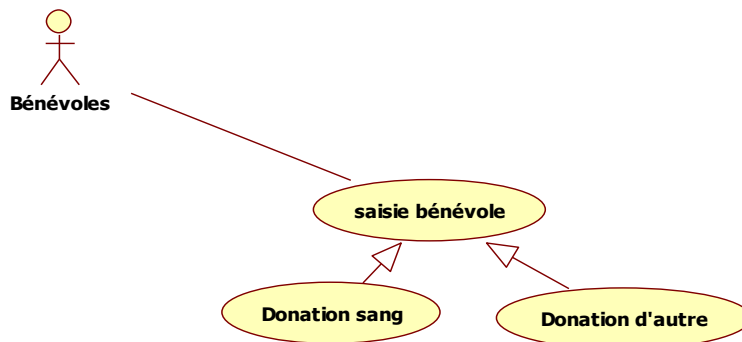 Bénévoles
saisie bénévole
Donation sang
Donation d'autre